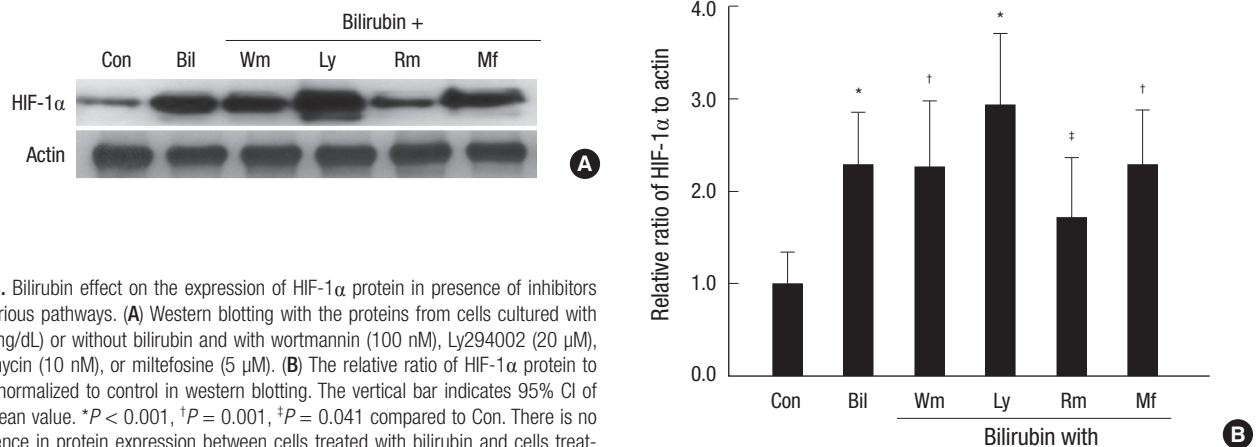 Bilirubin +
Con Bil Wm Ly Rm Mf
HIF-1α
Actin
A
Bilirubin effect on the expression of HIF-1α protein in presence of inhibitors
pathways. (A) Western blotting with the proteins from cells cultured with
or without bilirubin and with wortmannin (100 nM), Ly294002 (20 µM),
(10 nM), or miltefosine (5 µM). (B) The relative ratio of HIF-1α protein to
normalized to control in western blotting. The vertical bar indicates 95% CI of
value. *P < 0.001, †P = 0.001, ‡P = 0.041 compared to Con. There is no
in protein expression between cells treated with bilirubin and cells treat-
Relative ratio of HIF-1α to actin
4.0
3.0
2.0
1.0
0.0
*
†
*
‡
†
Con Bil Wm Ly Rm Mf
Bilirubin with
B